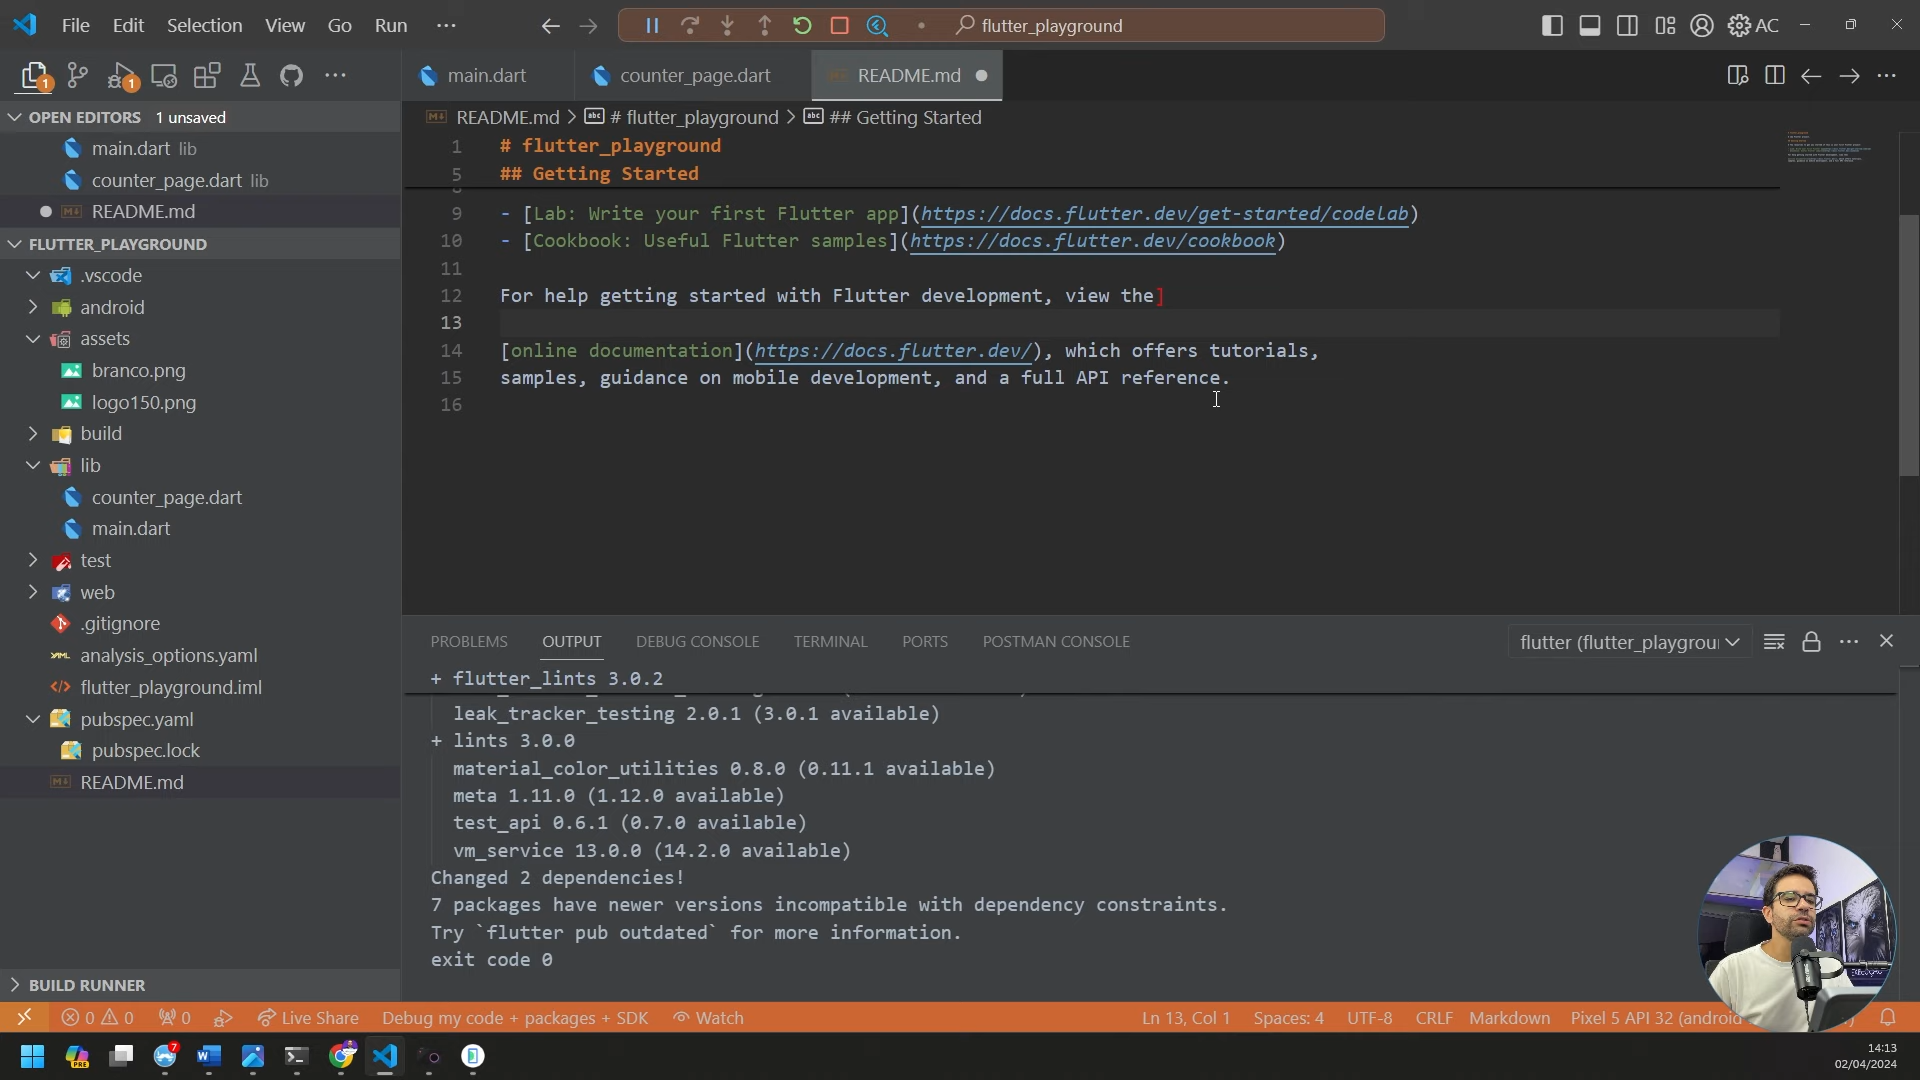 File Edit Selection View Go Run ...
flutter_playground
AC
1
1
main.dart
counter_page.dart
README.md
OPEN EDITORS 1 unsaved
main.dart lib
counter_page.dart lib
README.md
FLUTTER_PLAYGROUND
.vscode
android
assets
branco.png
logo150.png
build
lib
counter_page.dart
main.dart
test
web
.gitignore
analysis_options.yaml
flutter_playground.iml
pubspec.yaml
pubspec.lock
README.md
BUILD RUNNER
README.md > # flutter_playground > ## Getting Started
1 # flutter_playground
5 ## Getting Started
9 - [Lab: Write your first Flutter app](https://docs.flutter.dev/get-started/codelab)
10 - [Cookbook: Useful Flutter samples](https://docs.flutter.dev/cookbook)
11
12 For help getting started with Flutter development, view the]
13
14 [online documentation](https://docs.flutter.dev/), which offers tutorials,
15 samples, guidance on mobile development, and a full API reference.
16
PROBLEMS OUTPUT DEBUG CONSOLE TERMINAL PORTS POSTMAN CONSOLE
flutter (flutter_playgroun
+ flutter_lints 3.0.2
leak_tracker_testing 2.0.1 (3.0.1 available)
+ lints 3.0.0
material_color_utilities 0.8.0 (0.11.1 available)
meta 1.11.0 (1.12.0 available)
test_api 0.6.1 (0.7.0 available)
vm_service 13.0.0 (14.2.0 available)
Changed 2 dependencies!
7 packages have newer versions incompatible with dependency constraints.
Try `flutter pub outdated` for more information.
exit code 0
0 0 0 Live Share Debug my code + packages + SDK Watch
Ln 13, Col 1 Spaces: 4 UTF-8 CRLF Markdown Pixel 5 API 32 (android
7
PRE
14:13
02/04/2024